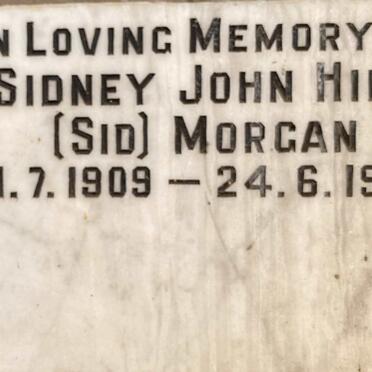 N LOVING MEMORY
SIDNEY JOHN
(SID) MORGAN
1. 7. 1909 — 24. 6. 19